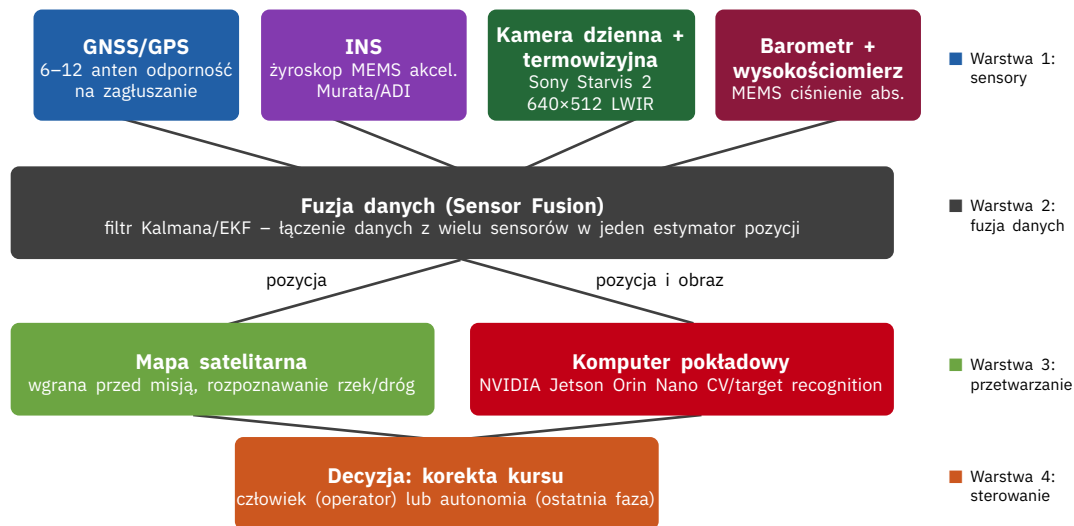 GNSS/GPS
6–12 anten odporność
na zagłuszanie
INS
żyroskop MEMS akcel.
Murata/ADI
Kamera dzienna +
termowizyjna
Sony Starvis 2
640×512 LWIR
Barometr +
wysokościomierz
MEMS ciśnienie abs.
Warstwa 1:
sensory
Fuzja danych (Sensor Fusion)
filtr Kalmana/EKF – łączenie danych z wielu sensorów w jeden estymator pozycji
Warstwa 2:
fuzja danych
pozycja
pozycja i obraz
Mapa satelitarna
wgrana przed misją, rozpoznawanie rzek/dróg
Komputer pokładowy
NVIDIA Jetson Orin Nano CV/target recognition
Warstwa 3:
przetwarzanie
Decyzja: korekta kursu
człowiek (operator) lub autonomia (ostatnia faza)
Warstwa 4:
sterowanie